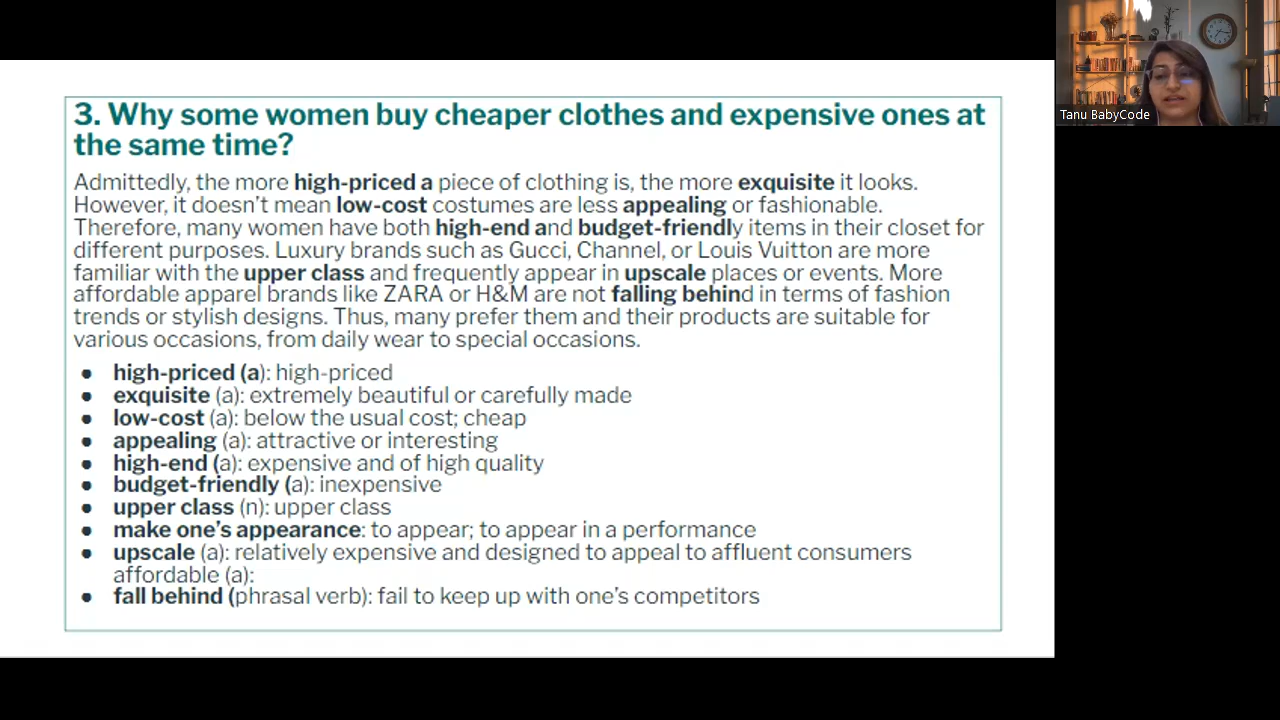 3. Why some women buy cheaper clothes and expensive ones at
the same time?
Admittedly, the more high-priced a piece of clothing is, the more exquisite it looks.
However, it doesn't mean low-cost costumes are less appealing or fashionable.
Therefore, many women have both high-end and budget-friendly items in their closet for
different purposes. Luxury brands such as Gucci, Channel, or Louis Vuitton are more
familiar with the upper class and frequently appear in upscale places or events. More
affordable apparel brands like ZARA or H&M are not falling behind in terms of fashion
trends or stylish designs. Thus, many prefer them and their products are suitable for
various occasions, from daily wear to special occasions.
● high-priced (a): high-priced
● exquisite (a): extremely beautiful or carefully made
● low-cost (a): below the usual cost; cheap
● appealing (a): attractive or interesting
● high-end (a): expensive and of high quality
● budget-friendly (a): inexpensive
● upper class (n): upper class
● make one's appearance: to appear; to appear in a performance
● upscale (a): relatively expensive and designed to appeal to affluent consumers
affordable (a):
● fall behind (phrasal verb): fail to keep up with one's competitors
Tanu BabyCode